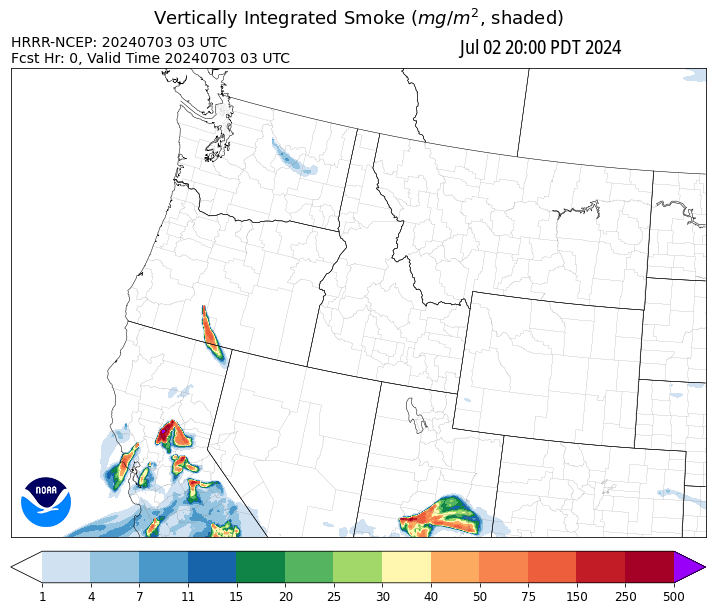 Vertically Integrated Smoke (mg/m², shaded)
HRRR-NCEP: 20240703 03 UTC
Fcst Hr: 0, Valid Time 20240703 03 UTC
Jul 02 20:00 PDT 2024
NOAA
1 4 7 11 15 20 25 30 40 50 75 150 250 500